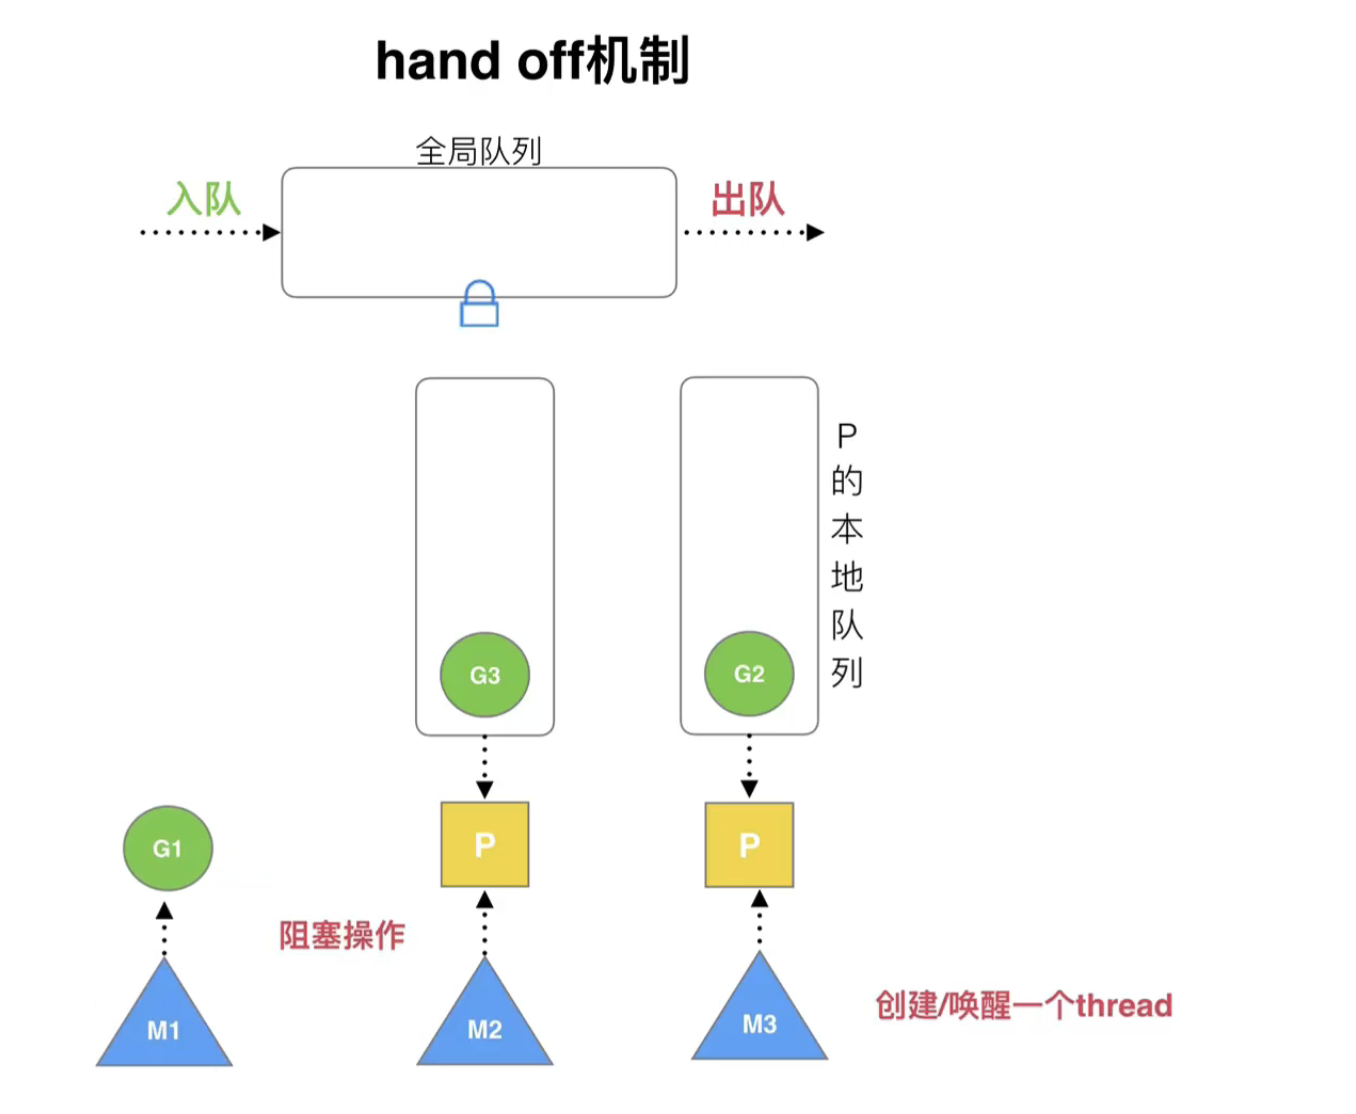 hand off机制
全局队列
入队
出队
P
的
本
地
队
列
G3
G2
G1
P
P
阻塞操作
M1
M2
M3
创建/唤醒一个thread